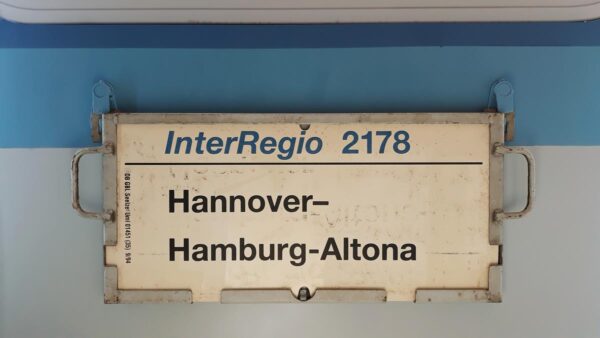 InterRegio 2178
Hannover–
Hamburg-Altona